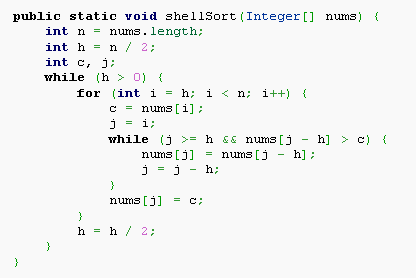 public static void shellSort(Integer[] nums) {
    int n = nums.length;
    int h = n / 2;
    int c, j;
    while (h > 0) {
        for (int i = h; i < n; i++) {
            c = nums[i];
            j = i;
            while (j >= h && nums[j - h] > c) {
                nums[j] = nums[j - h];
                j = j - h;
            }
            nums[j] = c;
        }
        h = h / 2;
    }
}